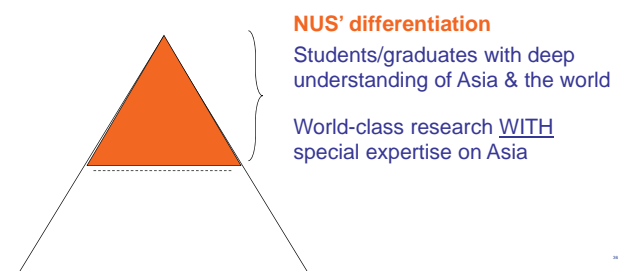 NUS’ differentiation
Students/graduates with deep
understanding of Asia & the world
World-class research WITH
special expertise on Asia